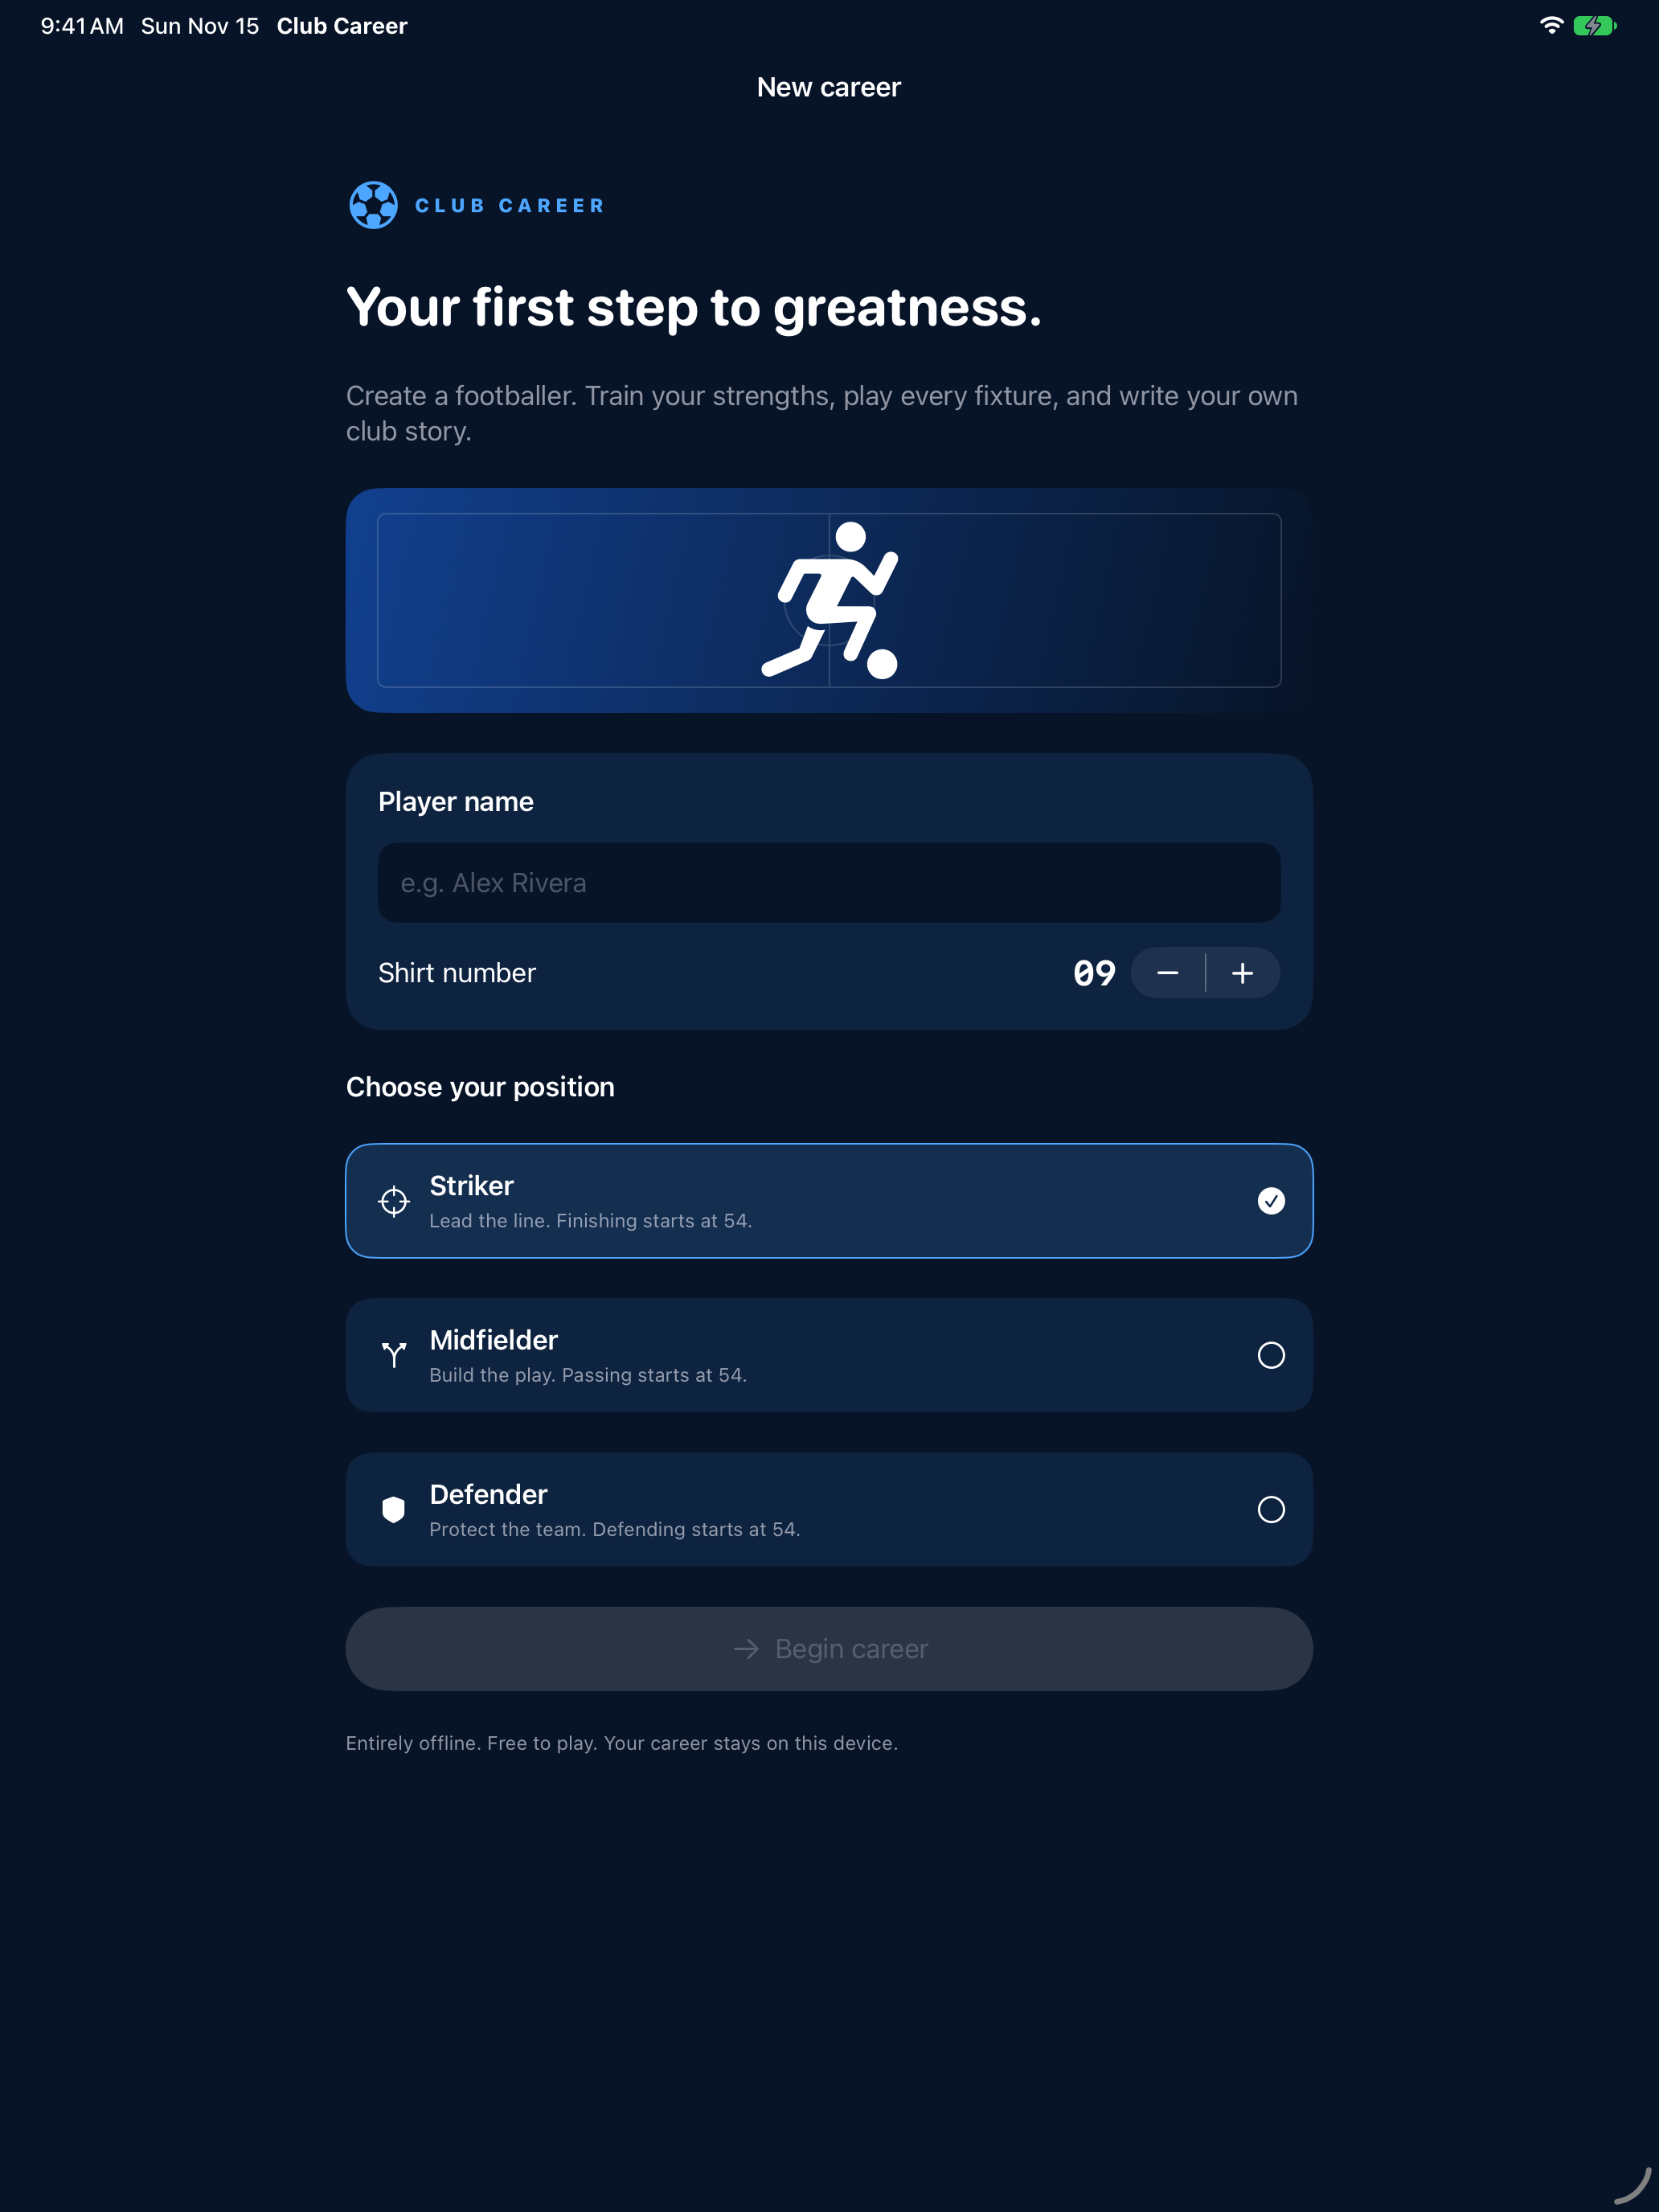 9:41 AM Sun Nov 15 Club Career
New career
CLUB CAREER
Your first step to greatness.
Create a footballer. Train your strengths, play every fixture, and write your own
club story.
Player name
e.g. Alex Rivera
Shirt number 09
Choose your position
Striker
Lead the line. Finishing starts at 54.
Midfielder
Build the play. Passing starts at 54.
Defender
Protect the team. Defending starts at 54.
Begin career
Entirely offline. Free to play. Your career stays on this device.